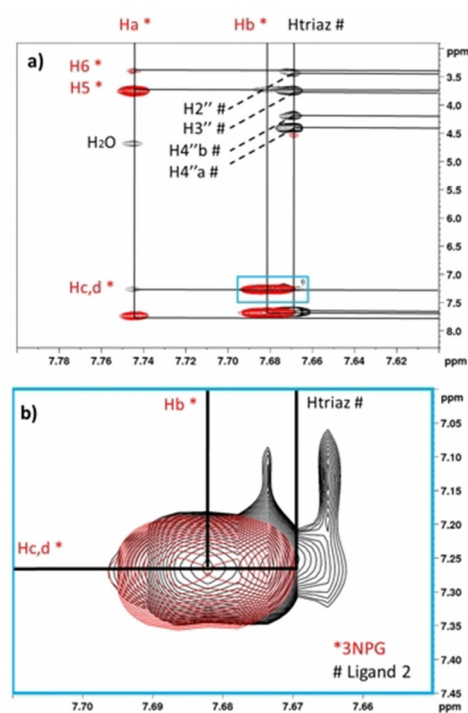 Ha * Hb * Htriaz #
ppm
a)
H6 *
H5 *
H2O
H2'' #
H3'' #
H4''b #
H4''a #
Hc,d *
3.5
4.0
4.5
5.0
5.5
6.0
6.5
7.0
7.5
8.0
7.78 7.76 7.74 7.72 7.70 7.68 7.66 7.64 7.62 ppm
b)
Hb * Htriaz #
ppm
Hc,d *
7.05
7.10
7.15
7.20
7.25
7.30
7.35
7.40
7.45
*3NPG
# Ligand 2
7.70 7.69 7.68 7.67 7.66 ppm